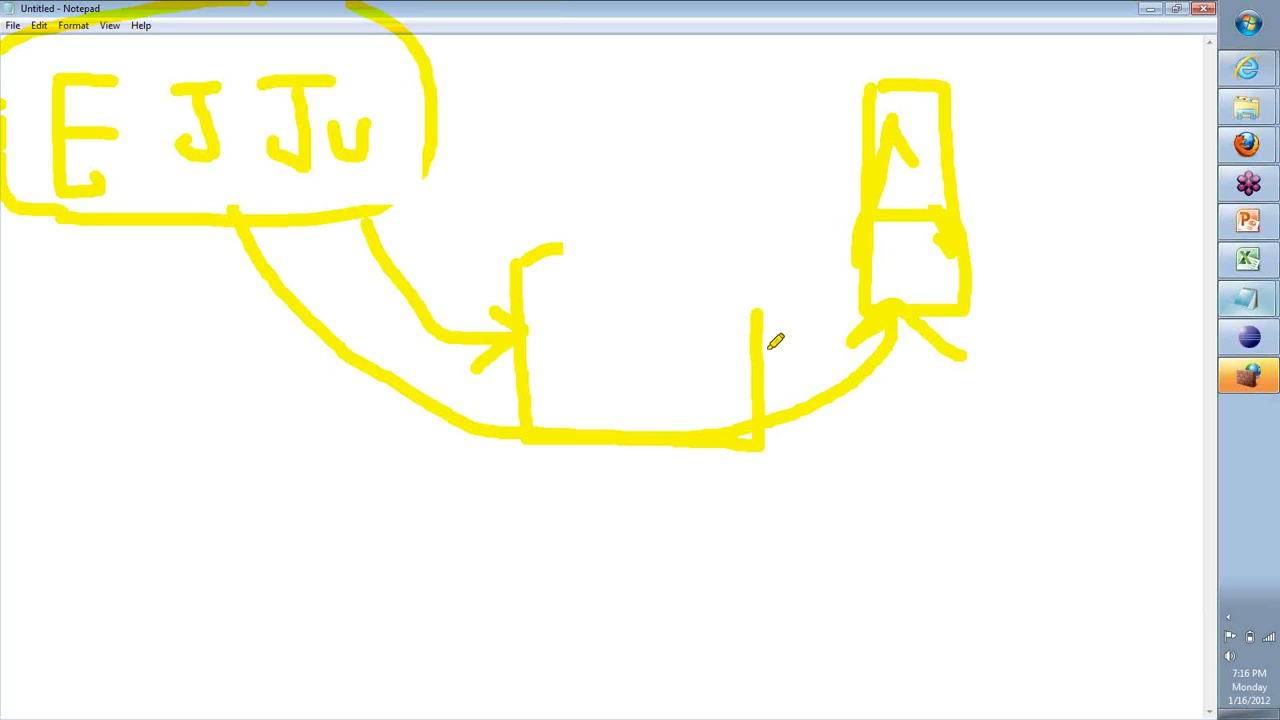 Untitled - Notepad
File Edit Format View Help
E J JU
7:16 PM
Monday
1/16/2012